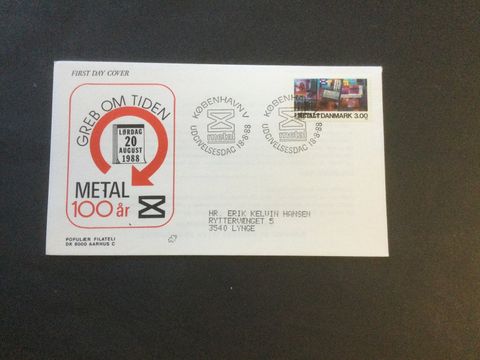 FIRST DAY COVER
GREB OM TIDEN
LØRDAG
20
AUGUST
1988
METAL
100 år
POPULÆR FILATELI
DK 8000 AARHUS C
KØBENHAVN V
metal
UDGIVELSESDAG 18-8-88
KØBENHAVN V
metal
UDGIVELSESDAG 18-8-88
DANMARK 3.00
HR. ERIK KELVIN HANSEN
RYTTERVÆNGET 5
3540 LYNGE